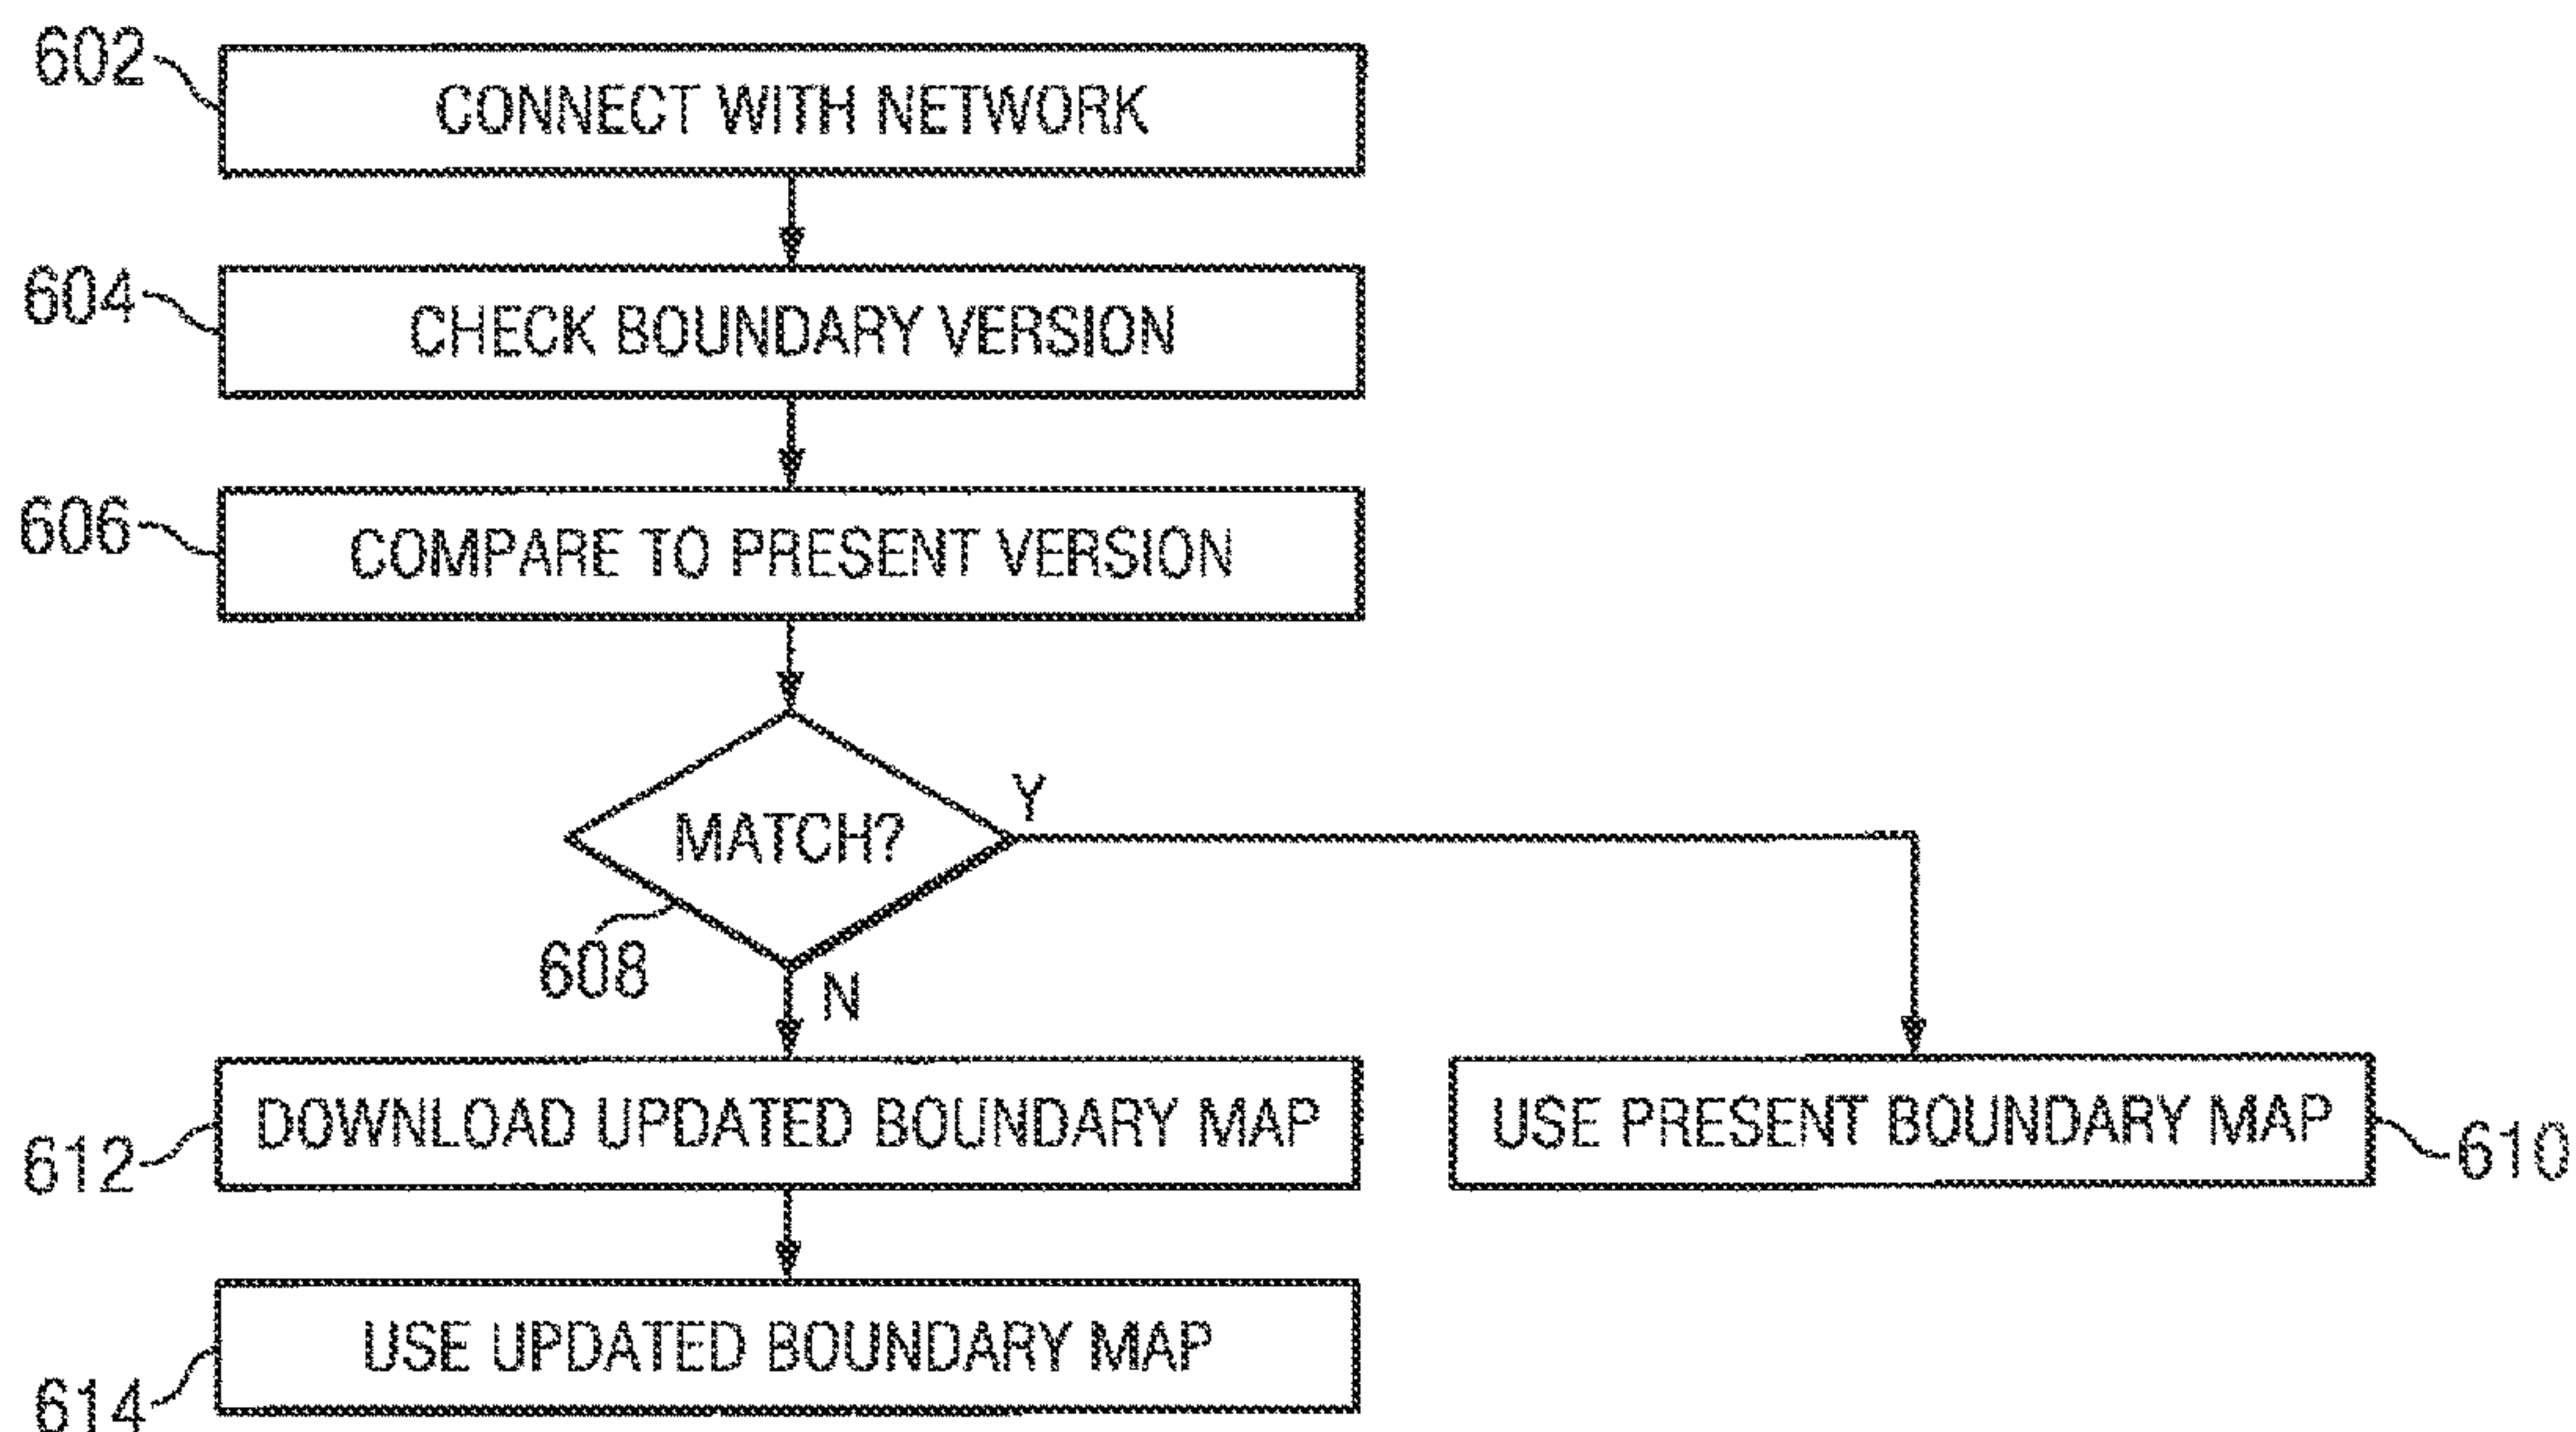 602
CONNECT WITH NETWORK
604
CHECK BOUNDARY VERSION
606
COMPARE TO PRESENT VERSION
MATCH?
Y
608
N
612
DOWNLOAD UPDATED BOUNDARY MAP
USE PRESENT BOUNDARY MAP
610
614
USE UPDATED BOUNDARY MAP